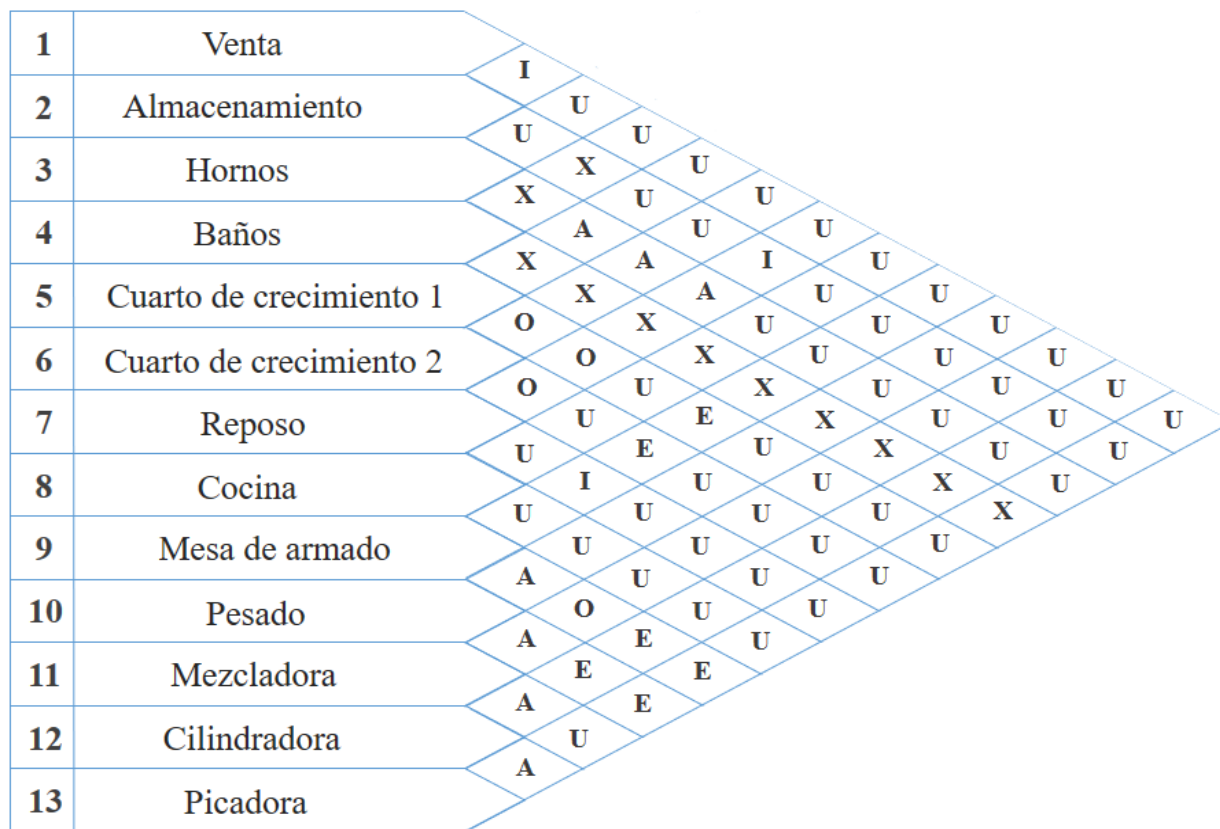 1 Venta
I
2 Almacenamiento U
U U
3 Hornos X U
X U U
4 Baños A U U
X A I U
5 Cuarto de crecimiento 1 X A U U
O X U U U
6 Cuarto de crecimiento 2 O X U U U
O U X U U U
7 Reposo U E X U U U
U E U X U U
8 Cocina I U U X U
U U U U X
9 Mesa de armado U U U U
A U U U
10 Pesado O U U
A E U
11 Mezcladora E E
A E
12 Cilindradora U
A
13 Picadora